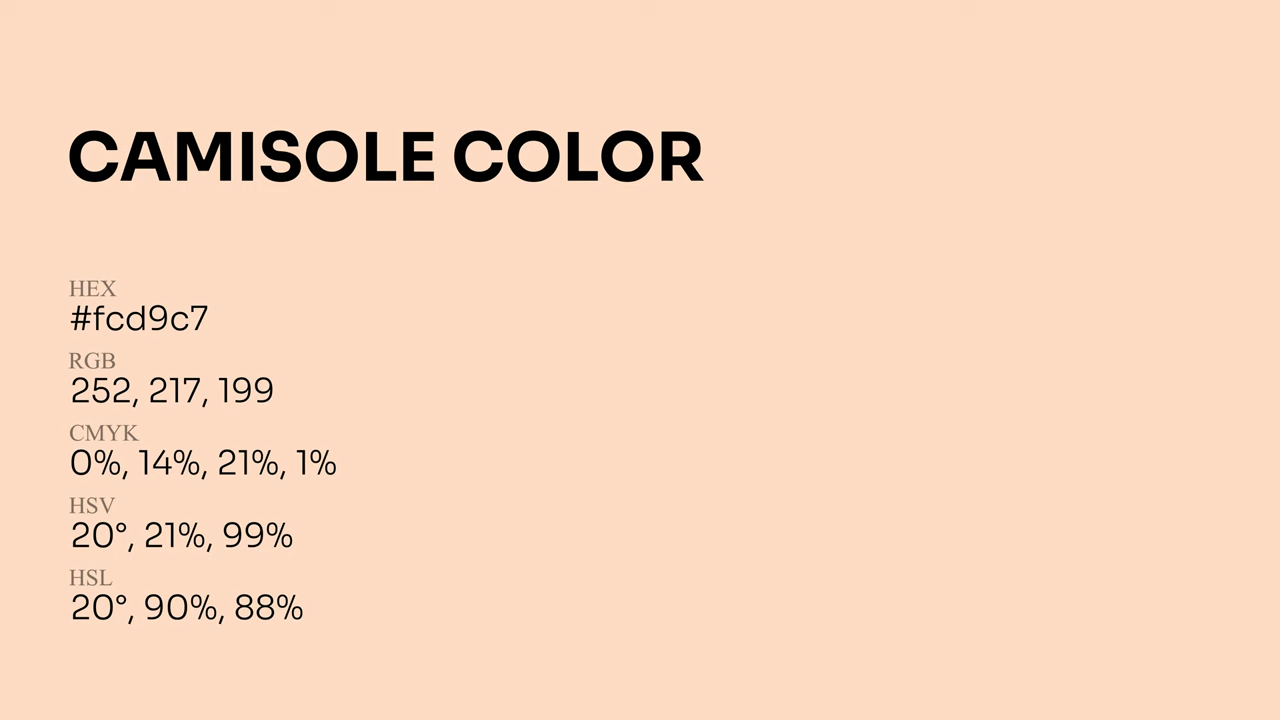 CAMISOLE COLOR
HEX
#fcd9c7
RGB
252, 217, 199
CMYK
0%, 14%, 21%, 1%
HSV
20°, 21%, 99%
HSL
20°, 90%, 88%